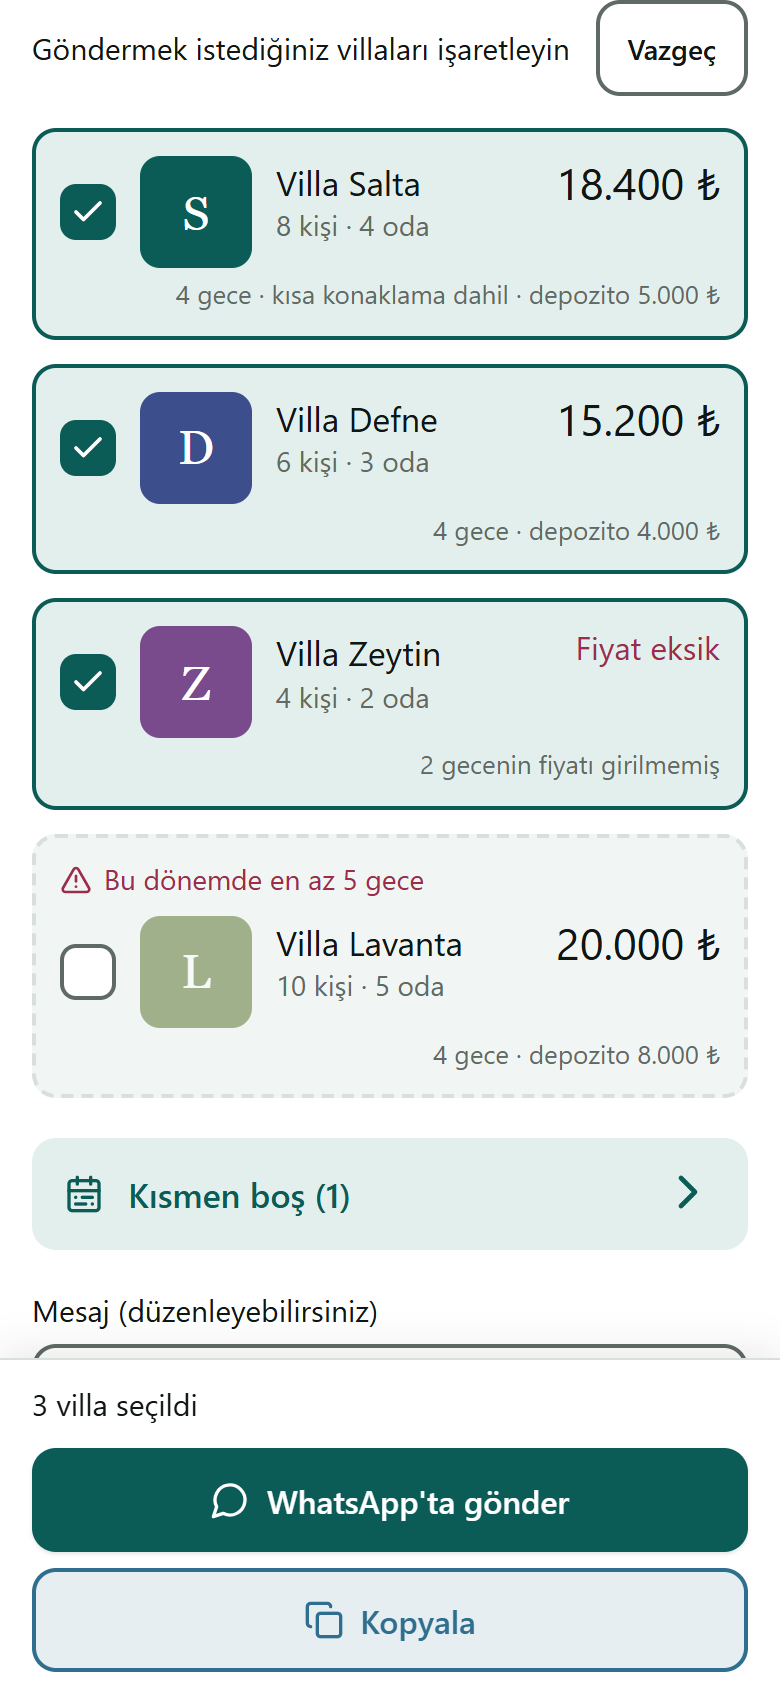 Göndermek istediğiniz villaları işaretleyin
Vazgeç
S
Villa Salta
18.400 ₺
8 kişi · 4 oda
4 gece · kısa konaklama dahil · depozito 5.000 ₺
D
Villa Defne
15.200 ₺
6 kişi · 3 oda
4 gece · depozito 4.000 ₺
Z
Villa Zeytin
Fiyat eksik
4 kişi · 2 oda
2 gecenin fiyatı girilmemiş
Bu dönemde en az 5 gece
L
Villa Lavanta
20.000 ₺
10 kişi · 5 oda
4 gece · depozito 8.000 ₺
Kısmen boş (1)
Mesaj (düzenleyebilirsiniz)
3 villa seçildi
WhatsApp'ta gönder
Kopyala